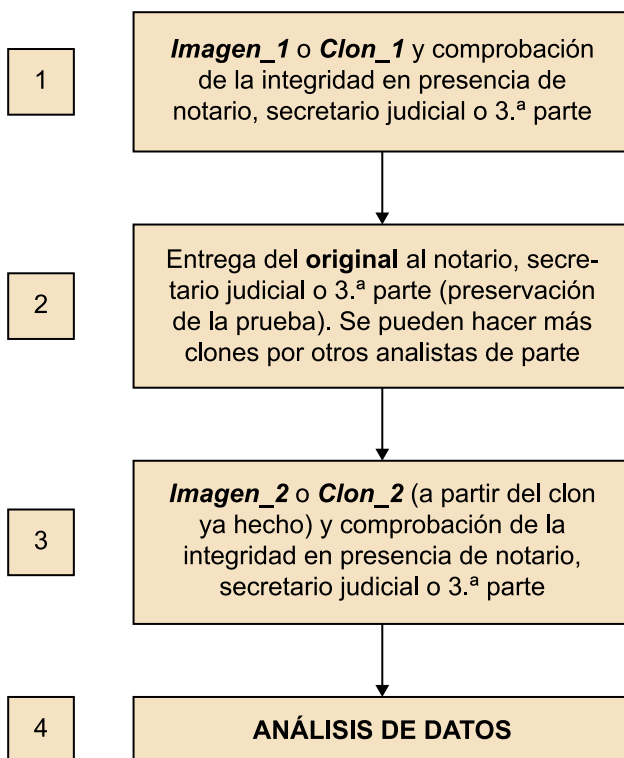 1
Imagen_1 o Clon_1 y comprobación
de la integridad en presencia de
notario, secretario judicial o 3.ª parte
2
Entrega del original al notario, secre-
tario judicial o 3.ª parte (preservación
de la prueba). Se pueden hacer más
clones por otros analistas de parte
3
Imagen_2 o Clon_2 (a partir del clon
ya hecho) y comprobación de la
integridad en presencia de notario,
secretario judicial o 3.ª parte
4
ANÁLISIS DE DATOS